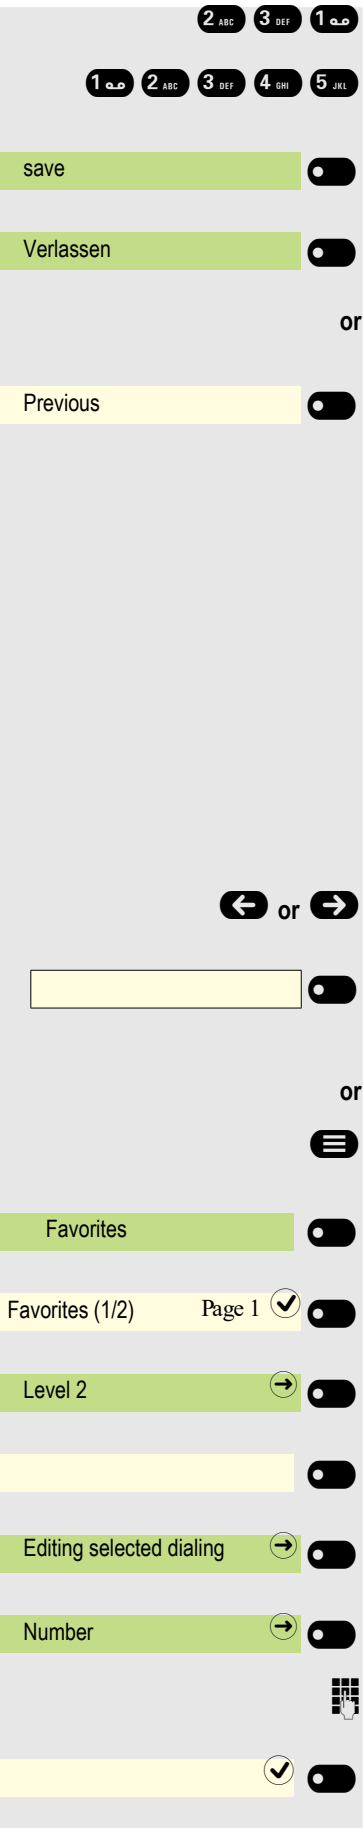 2 ABC 3 DEF 1
1 2 ABC 3 DEF 4 GHI 5 JKL
save
Verlassen
or
Previous
or
or
Favorites
Favorites (1/2) Page 1
Level 2
Editing selected dialing
Number